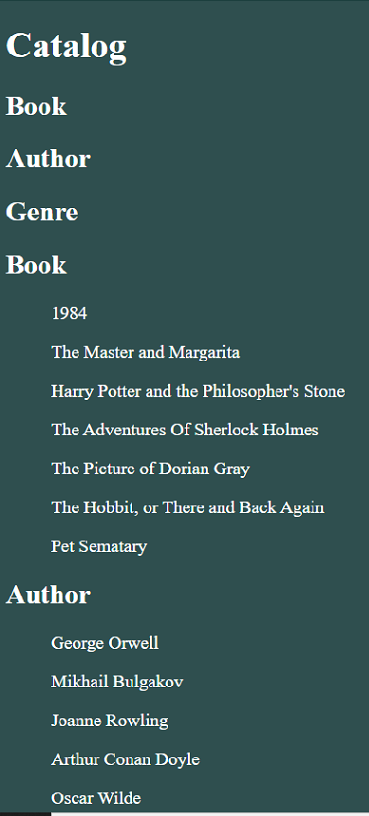 Catalog
Book
Author
Genre
Book
1984
The Master and Margarita
Harry Potter and the Philosopher's Stone
The Adventures Of Sherlock Holmes
The Picture of Dorian Gray
The Hobbit, or There and Back Again
Pet Sematary
Author
George Orwell
Mikhail Bulgakov
Joanne Rowling
Arthur Conan Doyle
Oscar Wilde